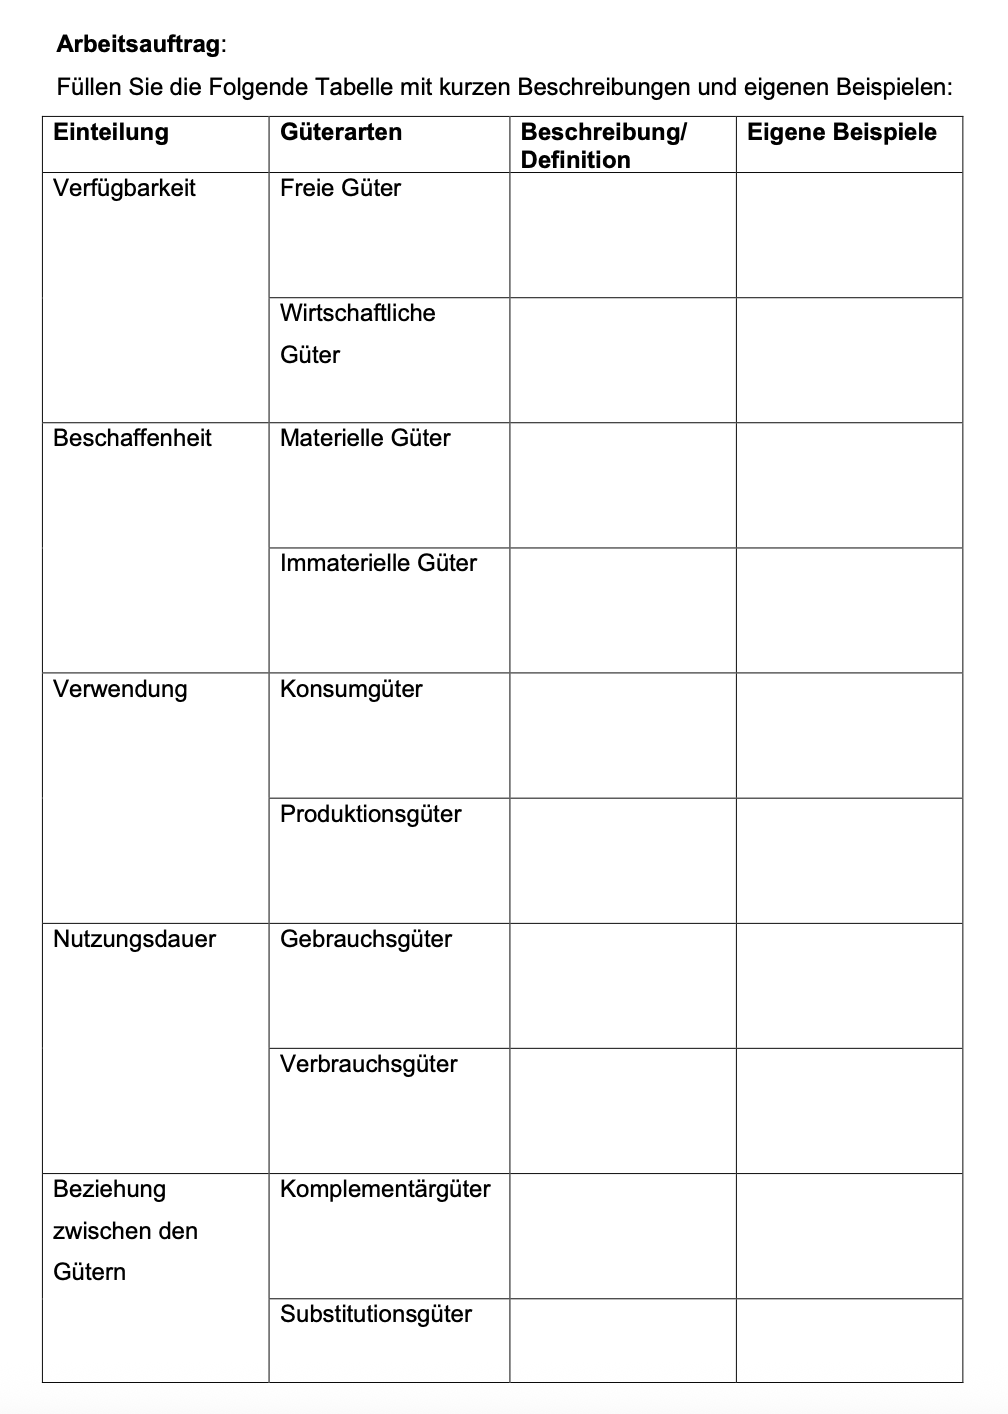 Arbeitsauftrag:
Füllen Sie die Folgende Tabelle mit kurzen Beschreibungen und eigenen Beispielen:
Einteilung Güterarten Beschreibung/ Eigene Beispiele
Definition
Verfügbarkeit Freie Güter
Wirtschaftliche
Güter
Beschaffenheit Materielle Güter
Immaterielle Güter
Verwendung Konsumgüter
Produktionsgüter
Nutzungsdauer Gebrauchsgüter
Verbrauchsgüter
Beziehung Komplementärgüter
zwischen den
Gütern
Substitutionsgüter